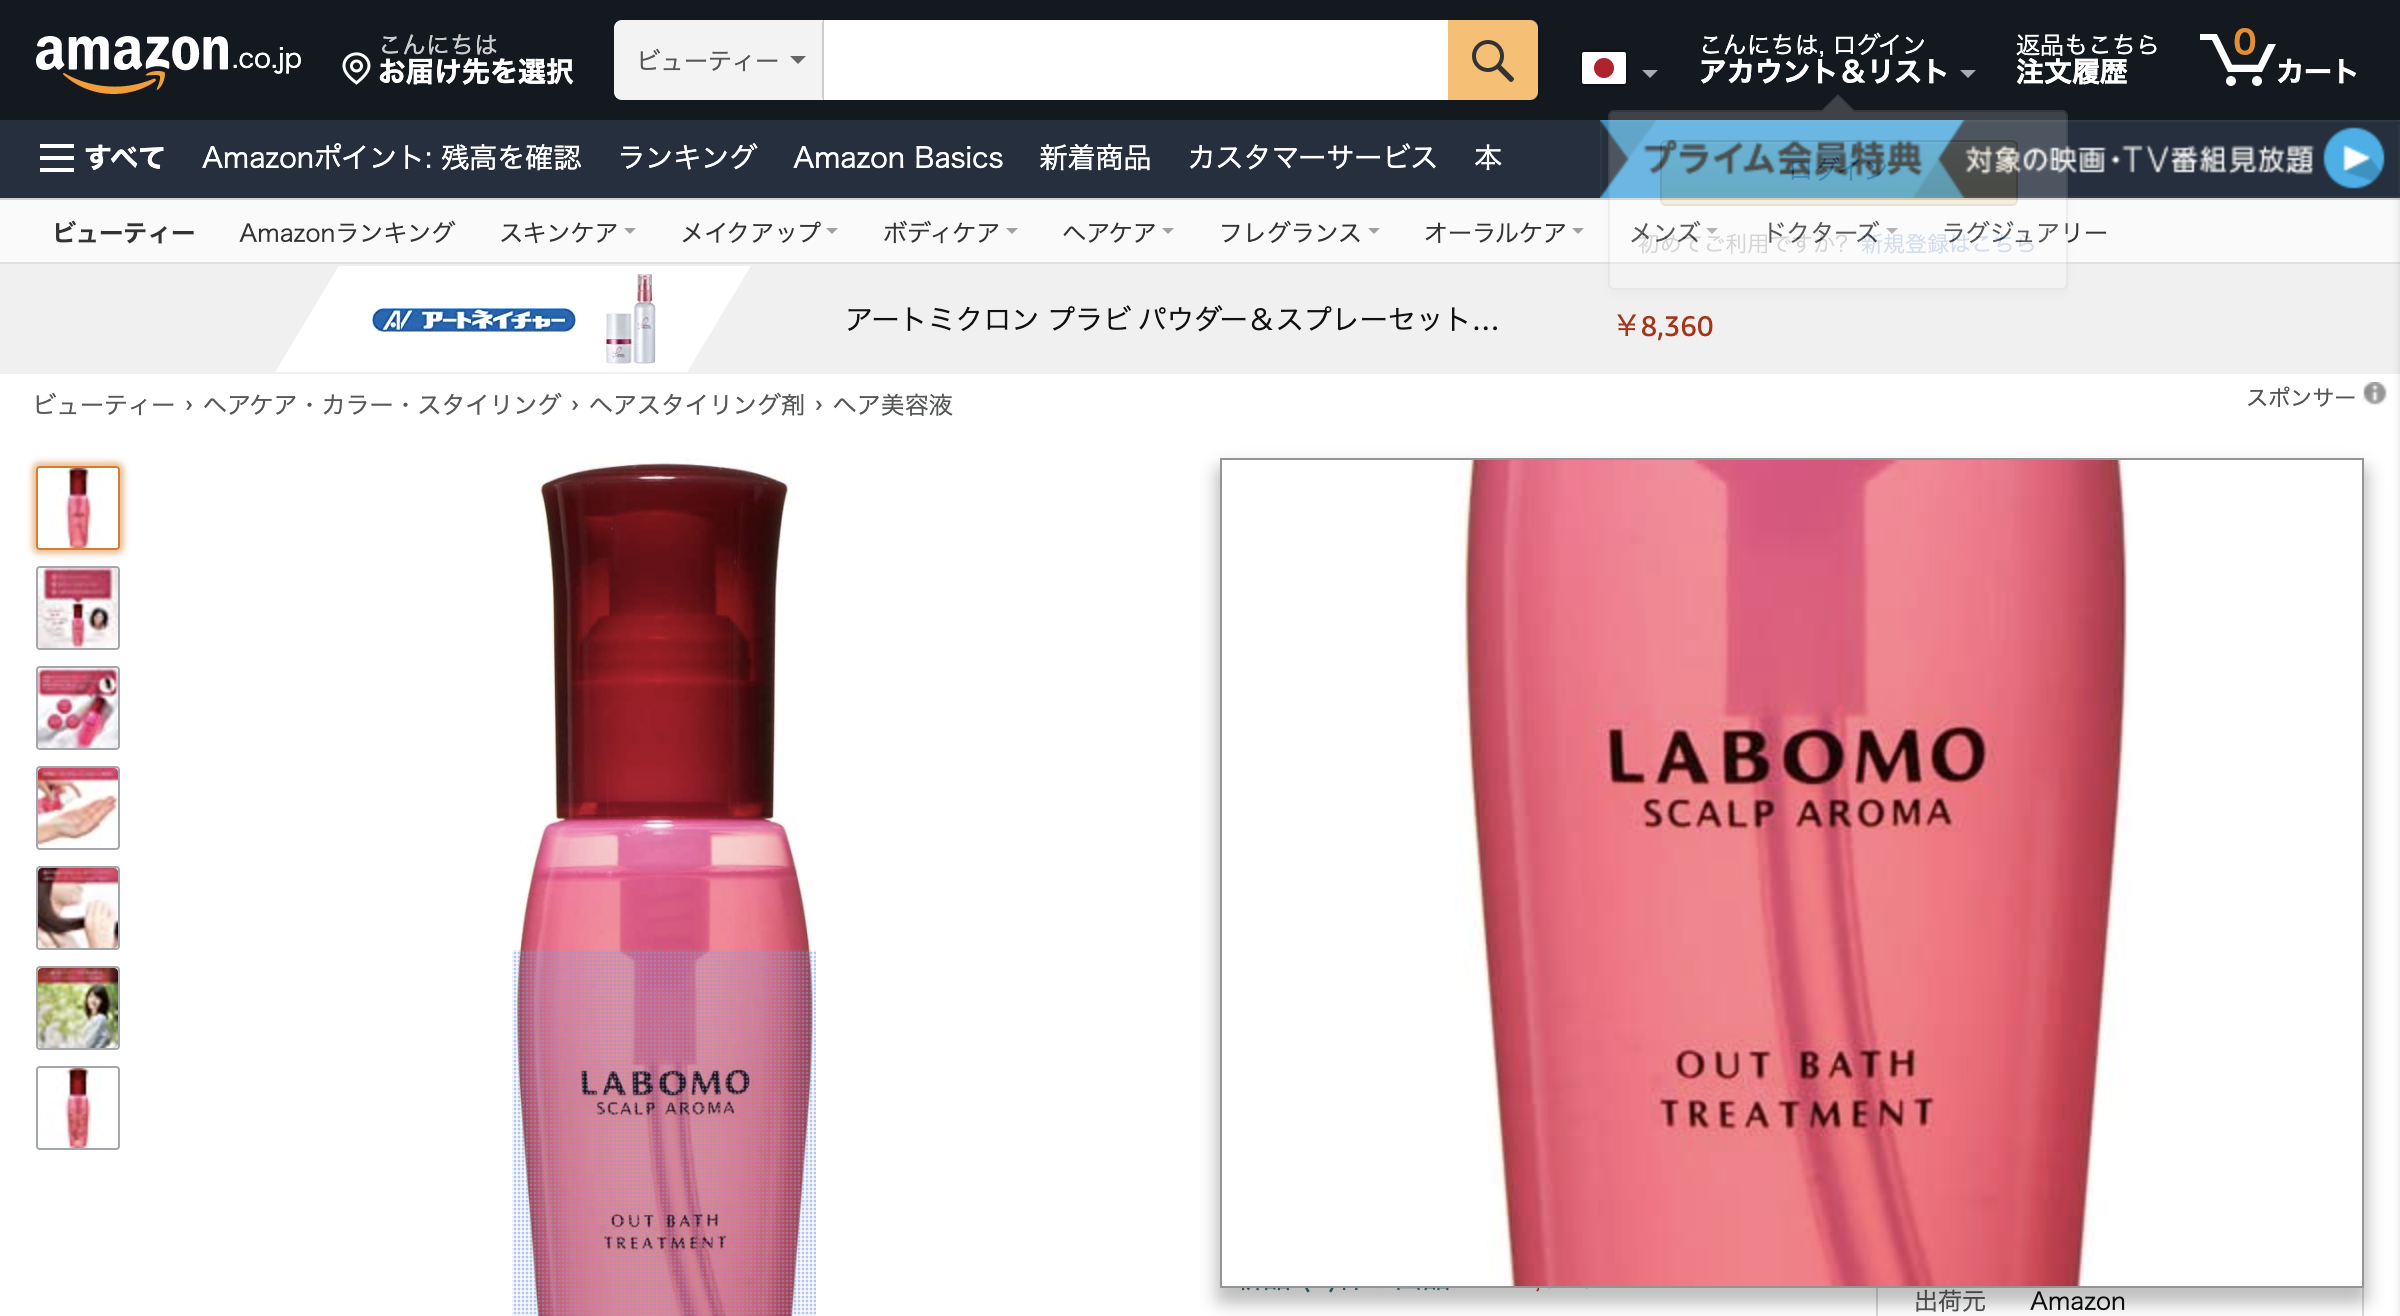 amazon.co.jp
こんにちは
お届け先を選択
ビューティー
こんにちは, ログイン
アカウント＆リスト
返品もこちら
注文履歴
0
カート
すべて
Amazonポイント: 残高を確認
ランキング
Amazon Basics
新着商品
カスタマーサービス
本
プライム会員特典
対象の映画・TV番組見放題
ログイン
ビューティー
Amazonランキング
スキンケア
メイクアップ
ボディケア
ヘアケア
フレグランス
オーラルケア
メンズ
ドクターズ
ラグジュアリー
初めてご利用ですか? 新規登録はこちら
アートネイチャー
アートミクロン プラビ パウダー＆スプレーセット...
￥8,360
スポンサー
ビューティー › ヘアケア・カラー・スタイリング › ヘアスタイリング剤 › ヘア美容液
LABOMO
SCALP AROMA
OUT BATH
TREATMENT
LABOMO
SCALP AROMA
OUT BATH
TREATMENT
出荷元
Amazon